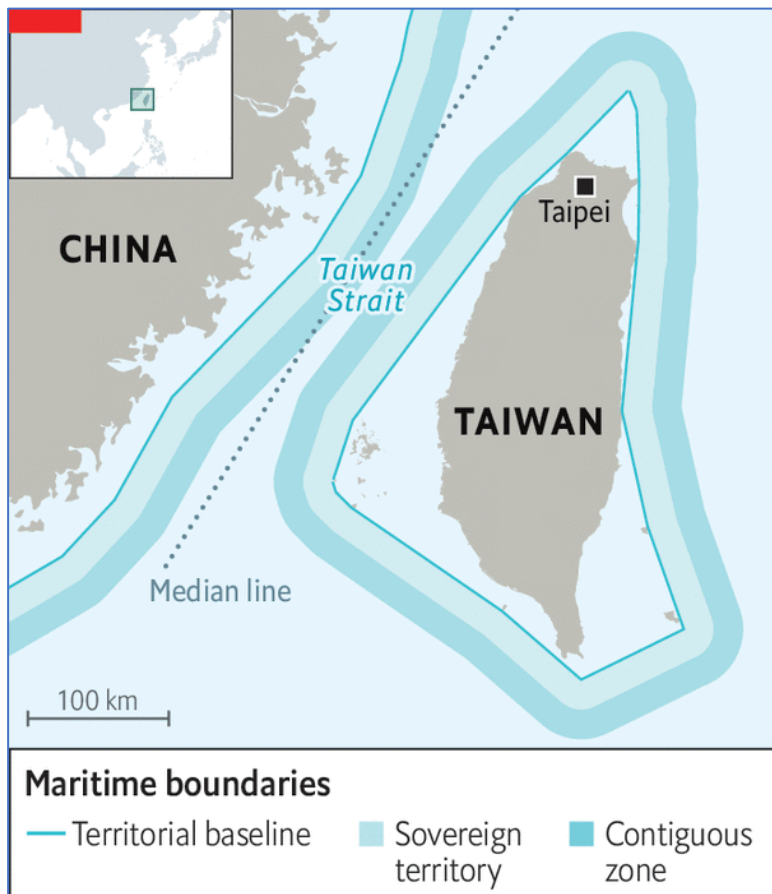 CHINA
Taipei
Taiwan
Strait
TAIWAN
Median line
100 km
Maritime boundaries
Territorial baseline
Sovereign
territory
Contiguous
zone